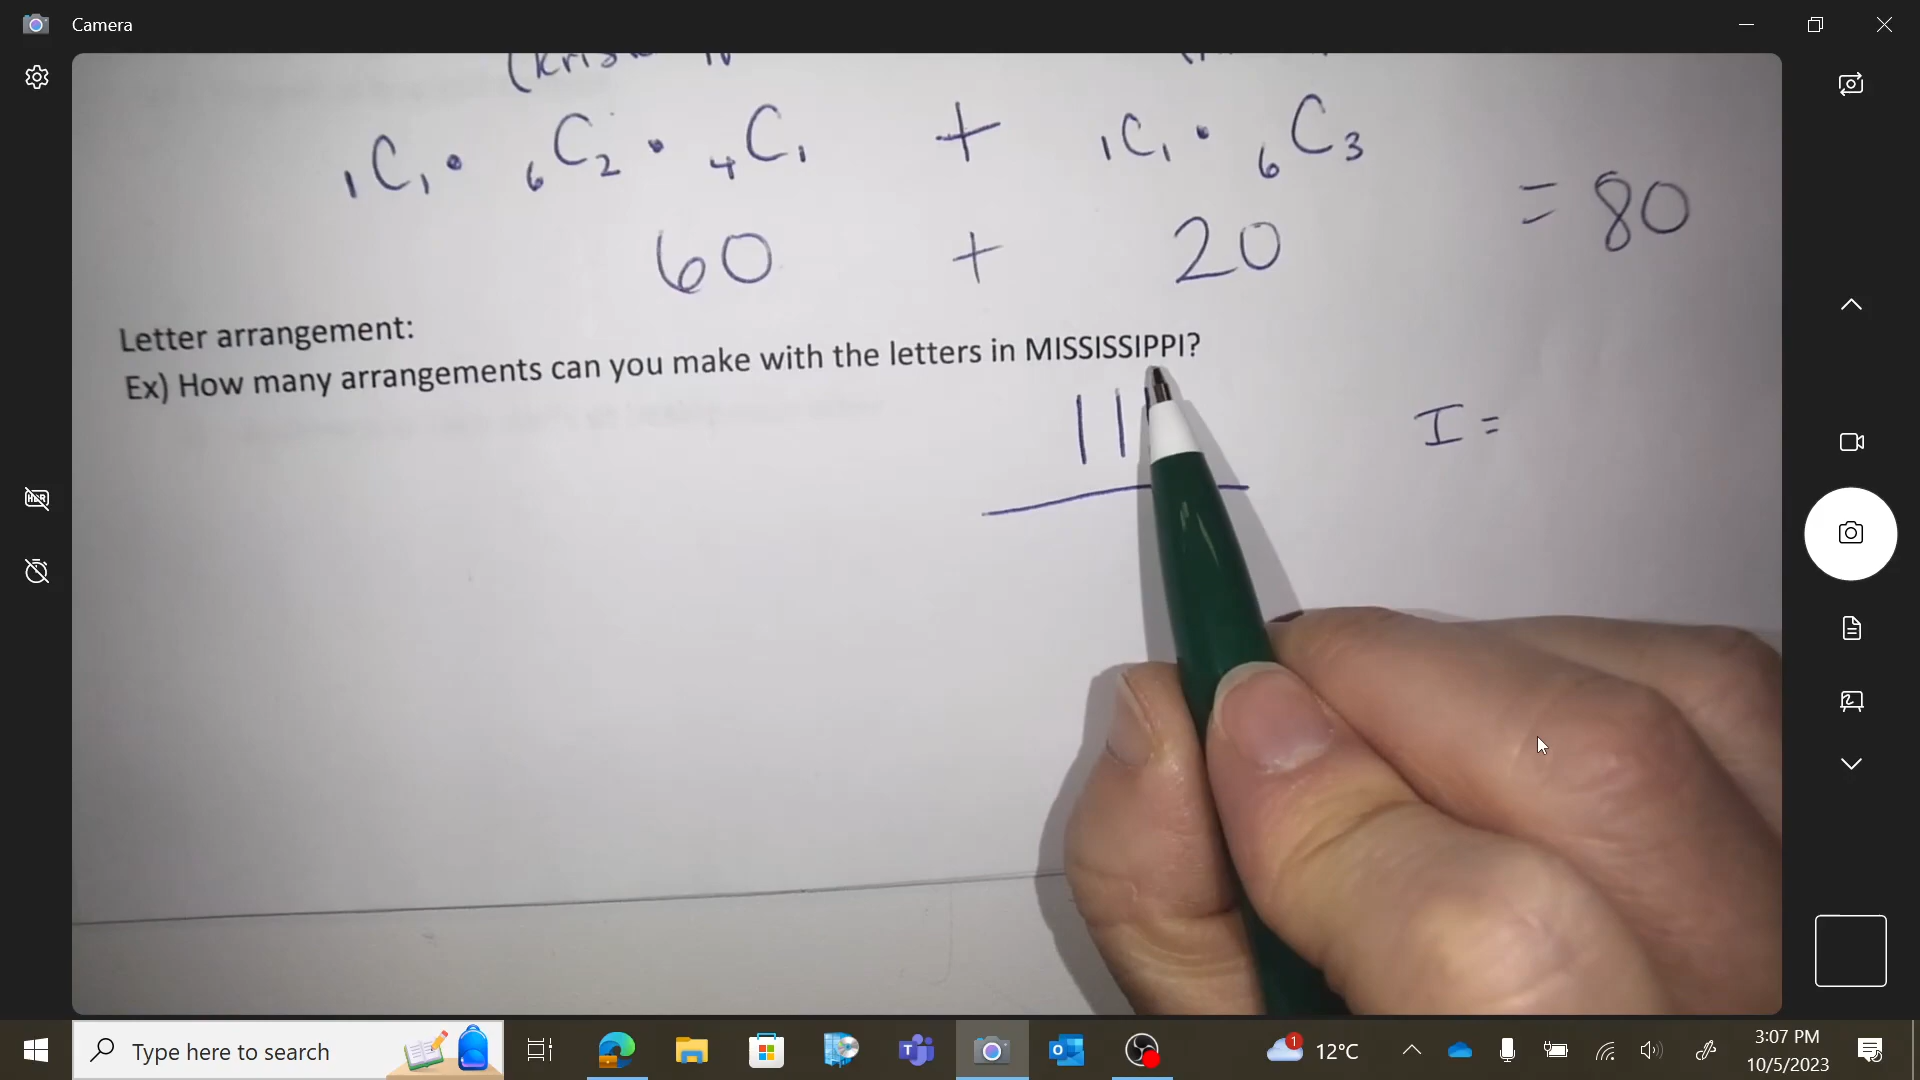 Camera
₁C₁ • ₆C₂ • ₄C₁ + ₁C₁ • ₆C₃
= 80
60 + 20
Letter arrangement:
Ex) How many arrangements can you make with the letters in MISSISSIPPI?
11
I =
Type here to search
1
12°C
3:07 PM
10/5/2023